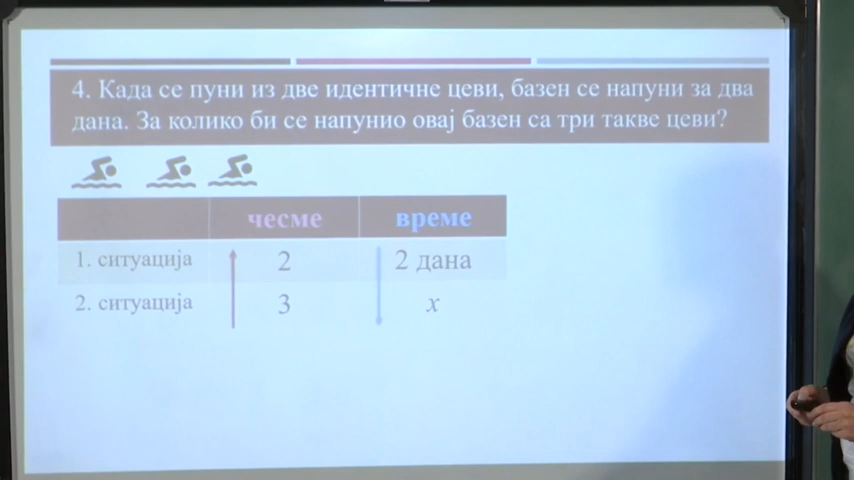 4. Када се пуни из две идентичне цеви, базен се напуни за два
дана. За колико би се напунио овај базен са три такве цеви?
чесме време
1. ситуација 2 2 дана
2. ситуација 3 x